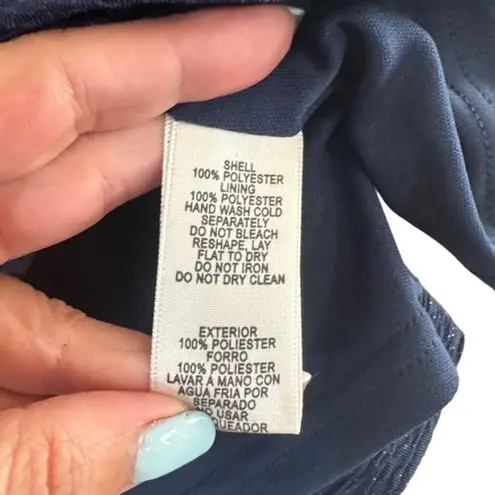 SHELL
100% POLYESTER
LINING
100% POLYESTER
HAND WASH COLD
SEPARATELY
DO NOT BLEACH
RESHAPE, LAY
FLAT TO DRY
DO NOT IRON
DO NOT DRY CLEAN
EXTERIOR
100% POLIESTER
FORRO
100% POLIESTER
LAVAR A MANO CON
AGUA FRIA POR
SEPARADO
USAR